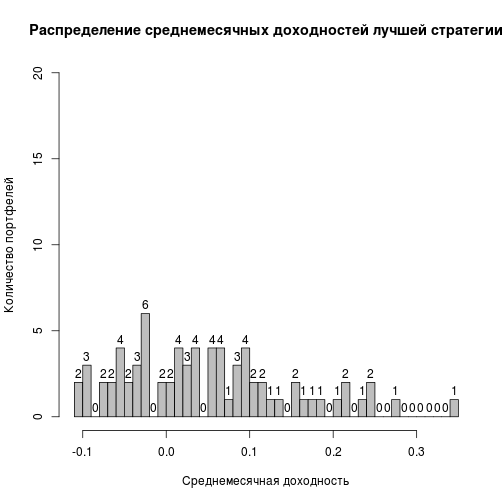 Распределение среднемесячных доходностей лучшей стратегии
Количество портфелей
20
15
10
5
0
2 3 0 2 2 4 2 3 6 0 2 2 4 3 4 0 4 4 1 3 4 2 2 1 1 0 2 1 1 1 0 1 2 0 1 2 0 0 1 0 0 0 0 0 0 1
-0.1 0.0 0.1 0.2 0.3
Среднемесячная доходность